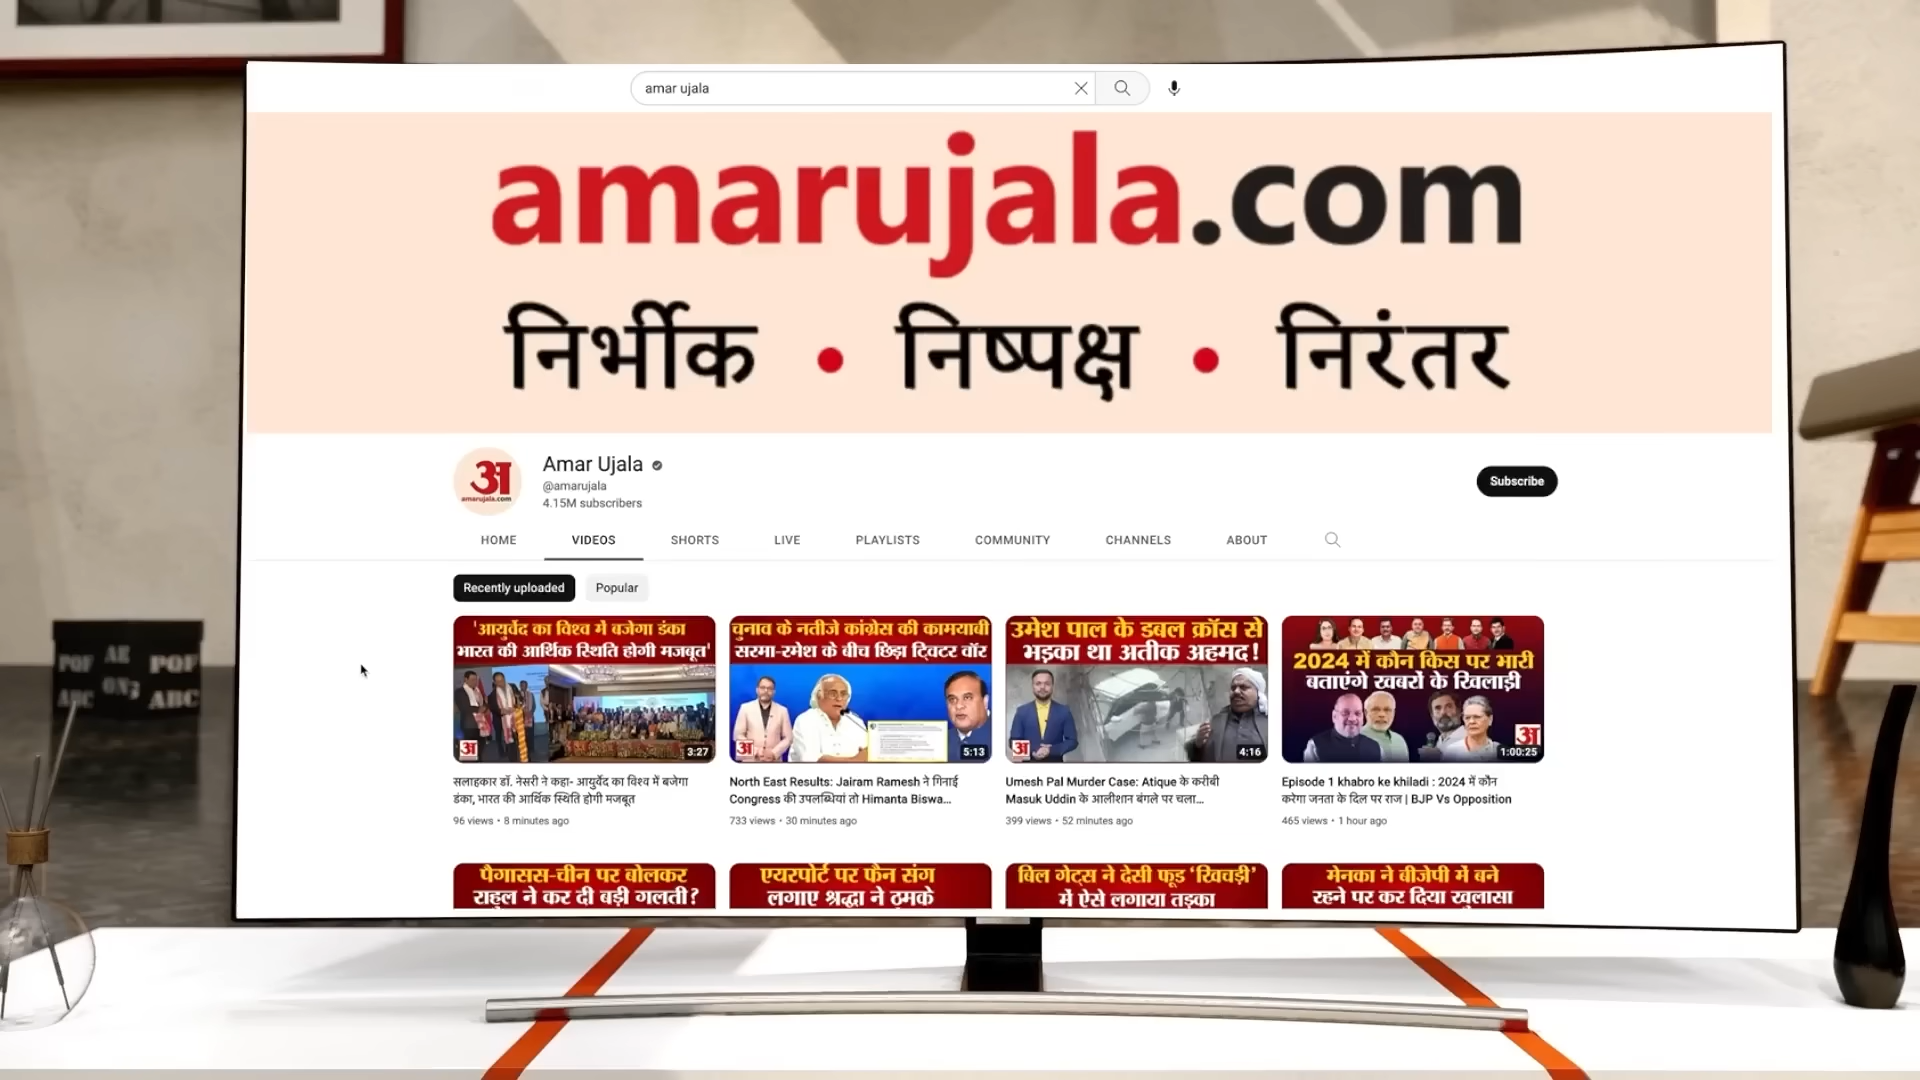 amar ujala
amarujala.com
निर्भीक • निष्पक्ष • निरंतर
अ
amarujala.com
Amar Ujala
@amarujala
4.15M subscribers
Subscribe
HOME VIDEOS SHORTS LIVE PLAYLISTS COMMUNITY CHANNELS ABOUT
Recently uploaded Popular
'आयुर्वेद का विश्व में बजेगा डंका
भारत की आर्थिक स्थिति होगी मजबूत'
अ
3:27
सलाहकार डॉ. नेसरी ने कहा- आयुर्वेद का विश्व में बजेगा
डंका, भारत की आर्थिक स्थिति होगी मजबूत
96 views • 8 minutes ago
चुनाव के नतीजे कांग्रेस की कामयाबी
सरमा-रमेश के बीच छिड़ा ट्विटर वॉर
अ
5:13
North East Results: Jairam Ramesh ने गिनाई
Congress की उपलब्धियां तो Himanta Biswa...
733 views • 30 minutes ago
उमेश पाल के डबल क्रॉस से
भड़का था अतीक अहमद!
अ
4:16
Umesh Pal Murder Case: Atique के करीबी
Masuk Uddin के आलीशान बंगले पर चला...
399 views • 52 minutes ago
2024 में कौन किस पर भारी
बताएंगे खबरों के खिलाड़ी
अ
1:00:25
Episode 1 khabro ke khiladi : 2024 में कौन
करेगा जनता के दिल पर राज | BJP Vs Opposition
465 views • 1 hour ago
पैगासस-चीन पर बोलकर
राहुल ने कर दी बड़ी गलती?
एयरपोर्ट पर फैन संग
लगाए श्रद्धा ने ठुमके
बिल गेट्स ने देसी फूड 'खिचड़ी'
में ऐसे लगाया तड़का
मेनका ने बीजेपी में बने
रहने पर कर दिया खुलासा